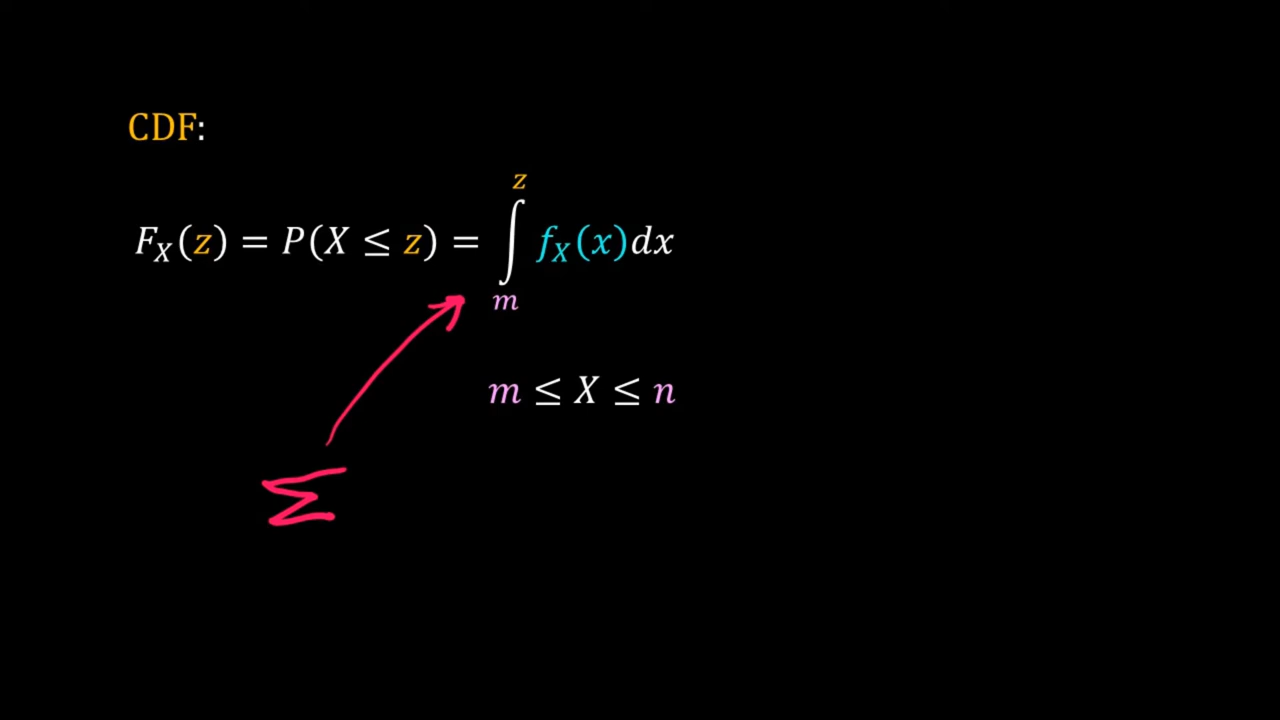 CDF:
F_X(z) = P(X ≤ z) = ∫_m^z f_X(x)dx
m ≤ X ≤ n
Σ